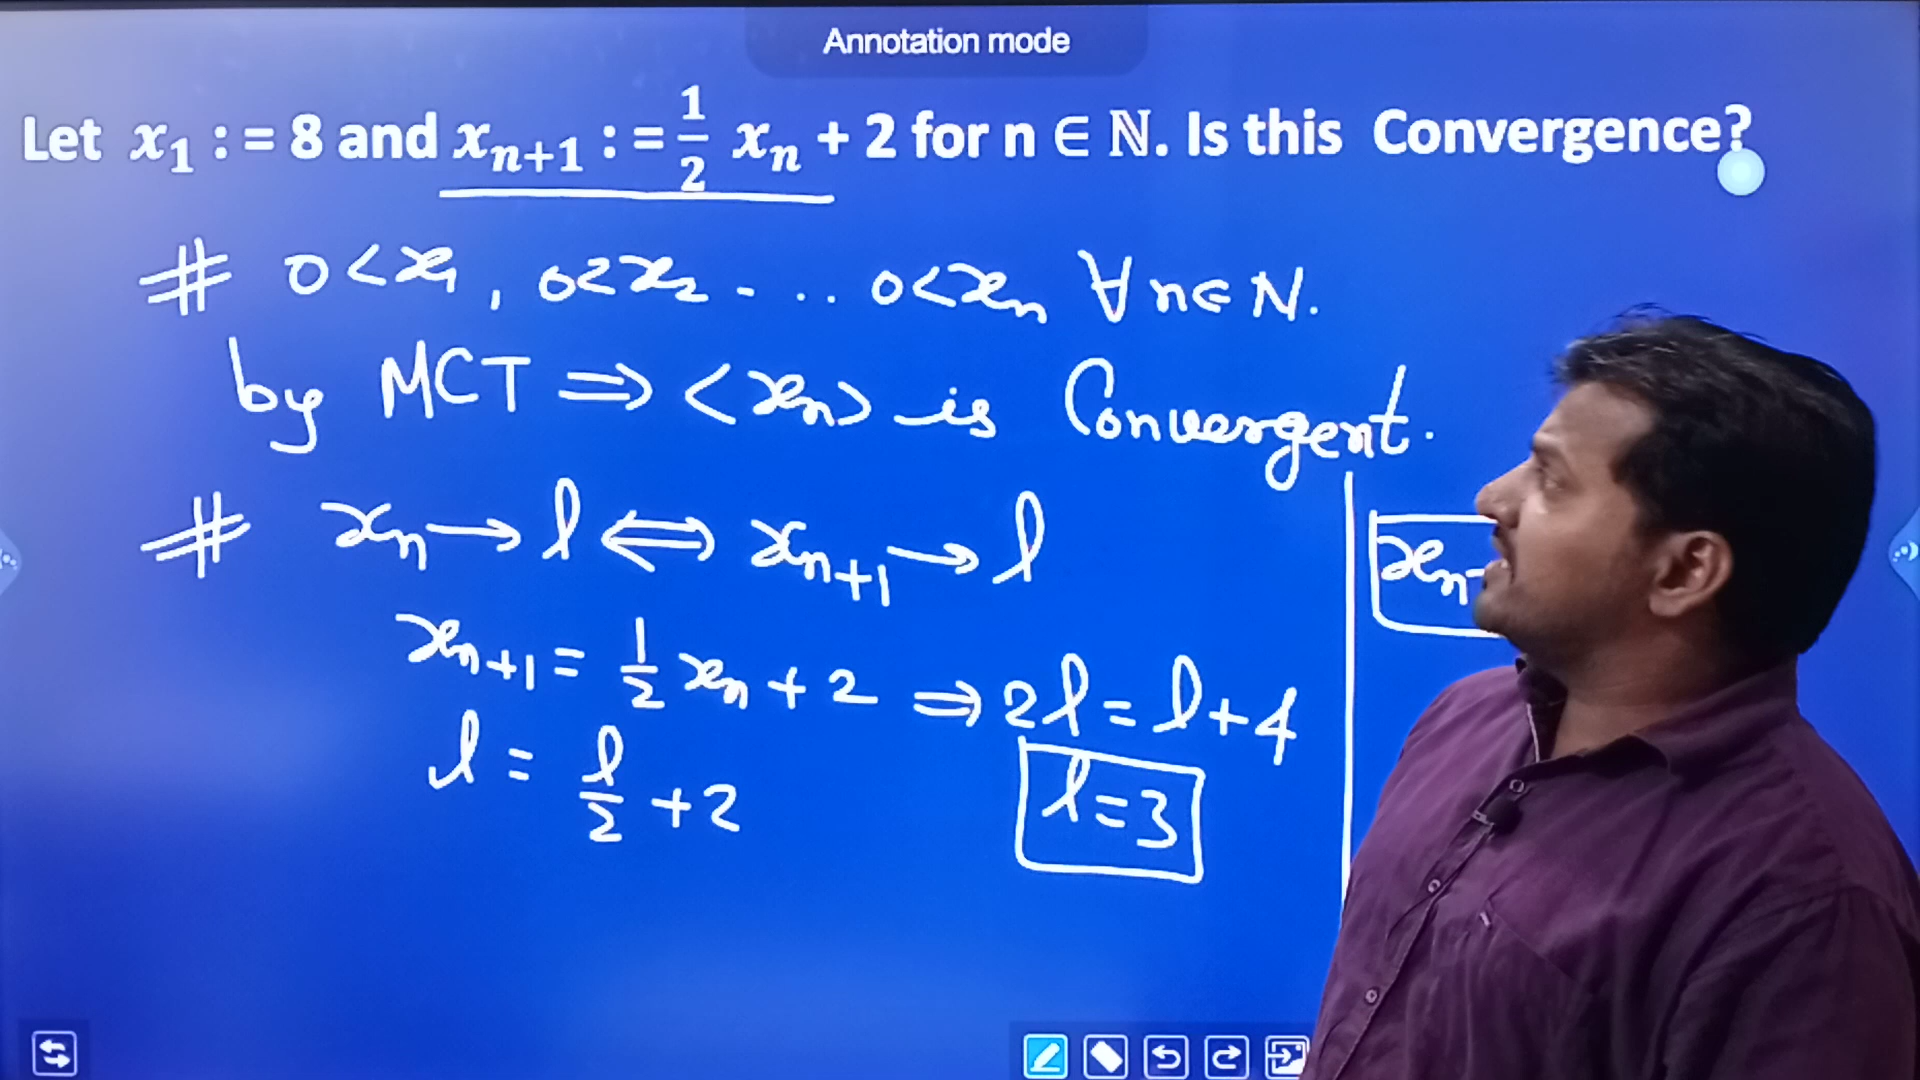 Annotation mode
Let x₁ := 8 and xₙ₊₁ := 1/2 xₙ + 2 for n ∈ ℕ. Is this Convergence?
# 0<x₁, 0<x₂ - ... 0<xₙ ∀ n∈N.
by MCT ⇒ <xₙ> is Convergent.
# xₙ → l ⇔ xₙ₊₁ → l
xₙ
xₙ₊₁ = 1/2 xₙ + 2 ⇒ 2l = l+4
l = l/2 + 2
l=3